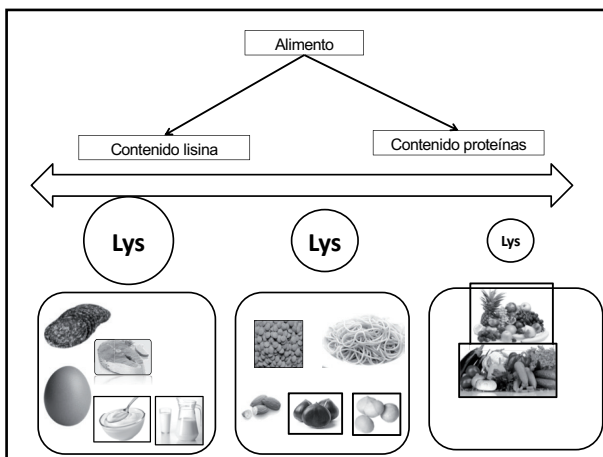 Alimento
Contenido lisina
Contenido proteínas
Lys
Lys
Lys